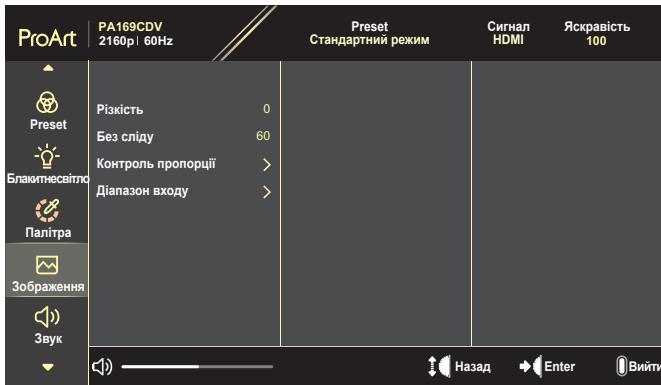 ProArt
PA169CDV
2160p | 60Hz
Preset
Стандартний режим
Сигнал
HDMI
Яскравість
100
Preset
Блакитнесвітло
Палітра
Зображення
Звук
Різкість 0
Без сліду 60
Контроль пропорції
Діапазон входу
Назад
Enter
Вийти